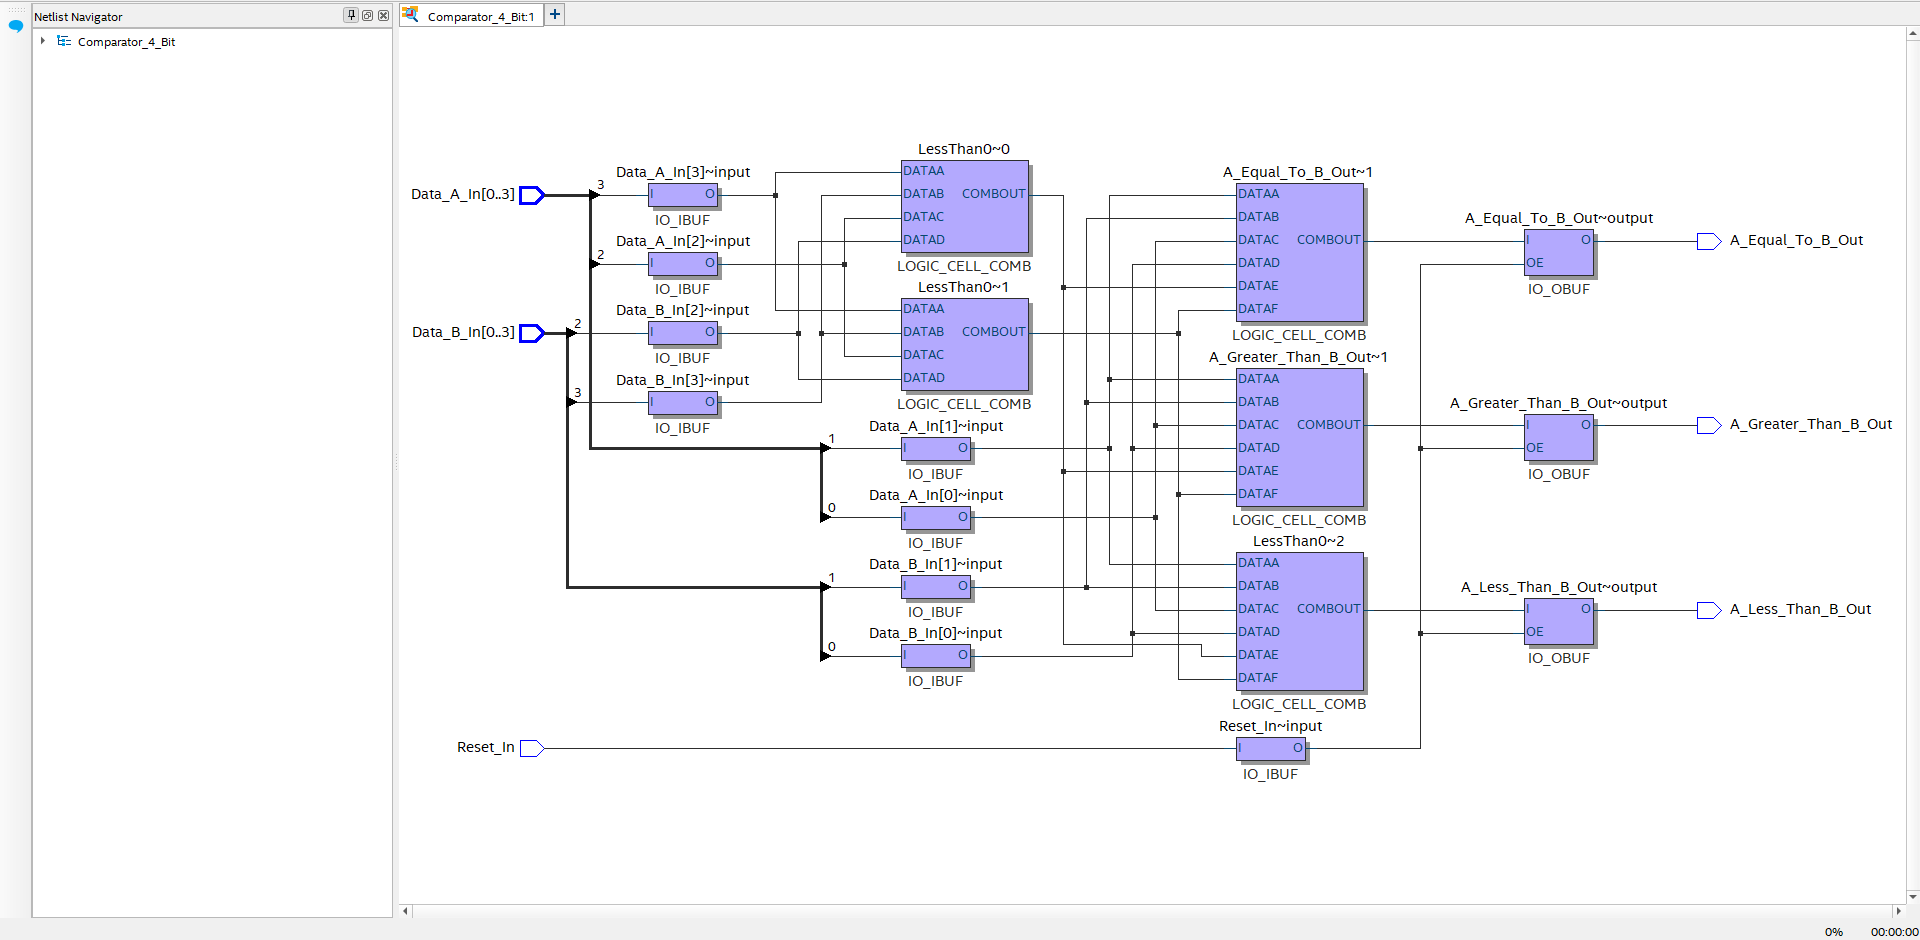 Netlist Navigator
Comparator_4_Bit
Comparator_4_Bit:1
+
Data_A_In[0..3]
3
2
1
0
Data_B_In[0..3]
2
3
1
0
Reset_In
Data_A_In[3]~input
I O
IO_IBUF
Data_A_In[2]~input
I O
IO_IBUF
Data_B_In[2]~input
I O
IO_IBUF
Data_B_In[3]~input
I O
IO_IBUF
LessThan0~0
DATAA
DATAB COMBOUT
DATAC
DATAD
LOGIC_CELL_COMB
LessThan0~1
DATAA
DATAB COMBOUT
DATAC
DATAD
LOGIC_CELL_COMB
Data_A_In[1]~input
I O
IO_IBUF
Data_A_In[0]~input
I O
IO_IBUF
Data_B_In[1]~input
I O
IO_IBUF
Data_B_In[0]~input
I O
IO_IBUF
A_Equal_To_B_Out~1
DATAA
DATAB
DATAC COMBOUT
DATAD
DATAE
DATAF
LOGIC_CELL_COMB
A_Greater_Than_B_Out~1
DATAA
DATAB
DATAC COMBOUT
DATAD
DATAE
DATAF
LOGIC_CELL_COMB
LessThan0~2
DATAA
DATAB
DATAC COMBOUT
DATAD
DATAE
DATAF
LOGIC_CELL_COMB
Reset_In~input
I O
IO_IBUF
A_Equal_To_B_Out~output
I O
OE
IO_OBUF
A_Equal_To_B_Out
A_Greater_Than_B_Out~output
I O
OE
IO_OBUF
A_Greater_Than_B_Out
A_Less_Than_B_Out~output
I O
OE
IO_OBUF
A_Less_Than_B_Out
0% 00:00:00